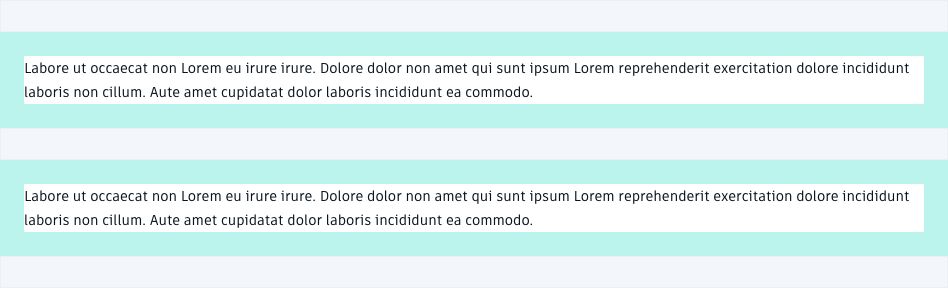 Labore ut occaecat non Lorem eu irure irure. Dolore dolor non amet qui sunt ipsum Lorem reprehenderit exercitation dolore incididunt
laboris non cillum. Aute amet cupidatat dolor laboris incididunt ea commodo.
Labore ut occaecat non Lorem eu irure irure. Dolore dolor non amet qui sunt ipsum Lorem reprehenderit exercitation dolore incididunt
laboris non cillum. Aute amet cupidatat dolor laboris incididunt ea commodo.